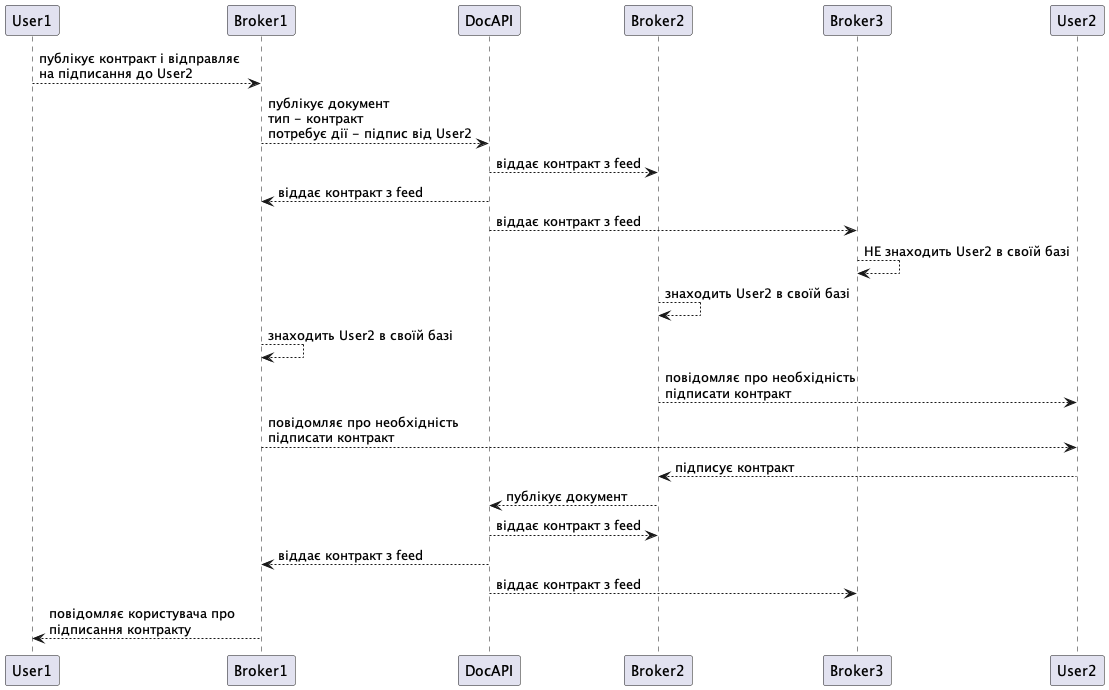 User1
Broker1
DocAPI
Broker2
Broker3
User2
публікує контракт і відправляє
на підписання до User2
публікує документ
тип - контракт
потребує дії - підпис від User2
віддає контракт з feed
віддає контракт з feed
віддає контракт з feed
НЕ знаходить User2 в своїй базі
знаходить User2 в своїй базі
знаходить User2 в своїй базі
повідомляє про необхідність
підписати контракт
повідомляє про необхідність
підписати контракт
підписує контракт
публікує документ
віддає контракт з feed
віддає контракт з feed
віддає контракт з feed
повідомляє користувача про
підписання контракту
User1
Broker1
DocAPI
Broker2
Broker3
User2